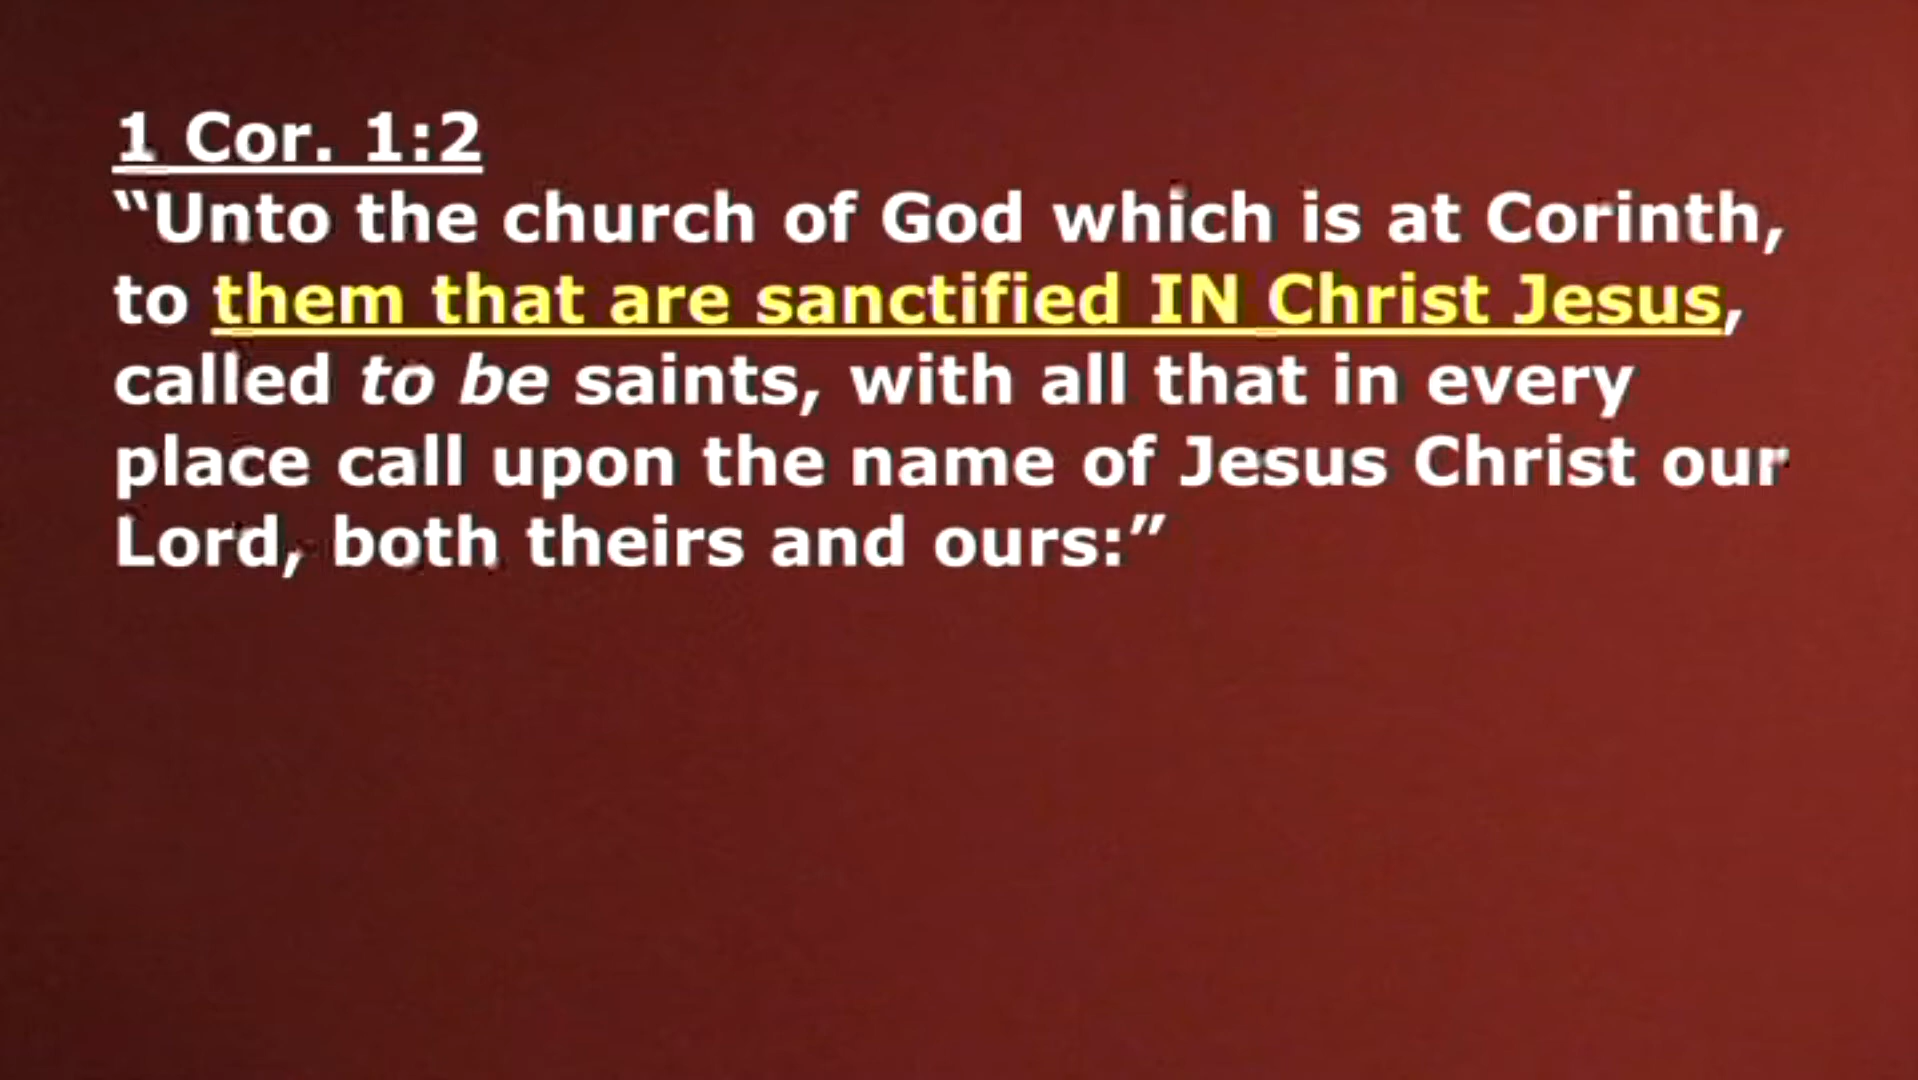 1 Cor. 1:2
“Unto the church of God which is at Corinth,
to them that are sanctified IN Christ Jesus,
called to be saints, with all that in every
place call upon the name of Jesus Christ our
Lord, both theirs and ours:”